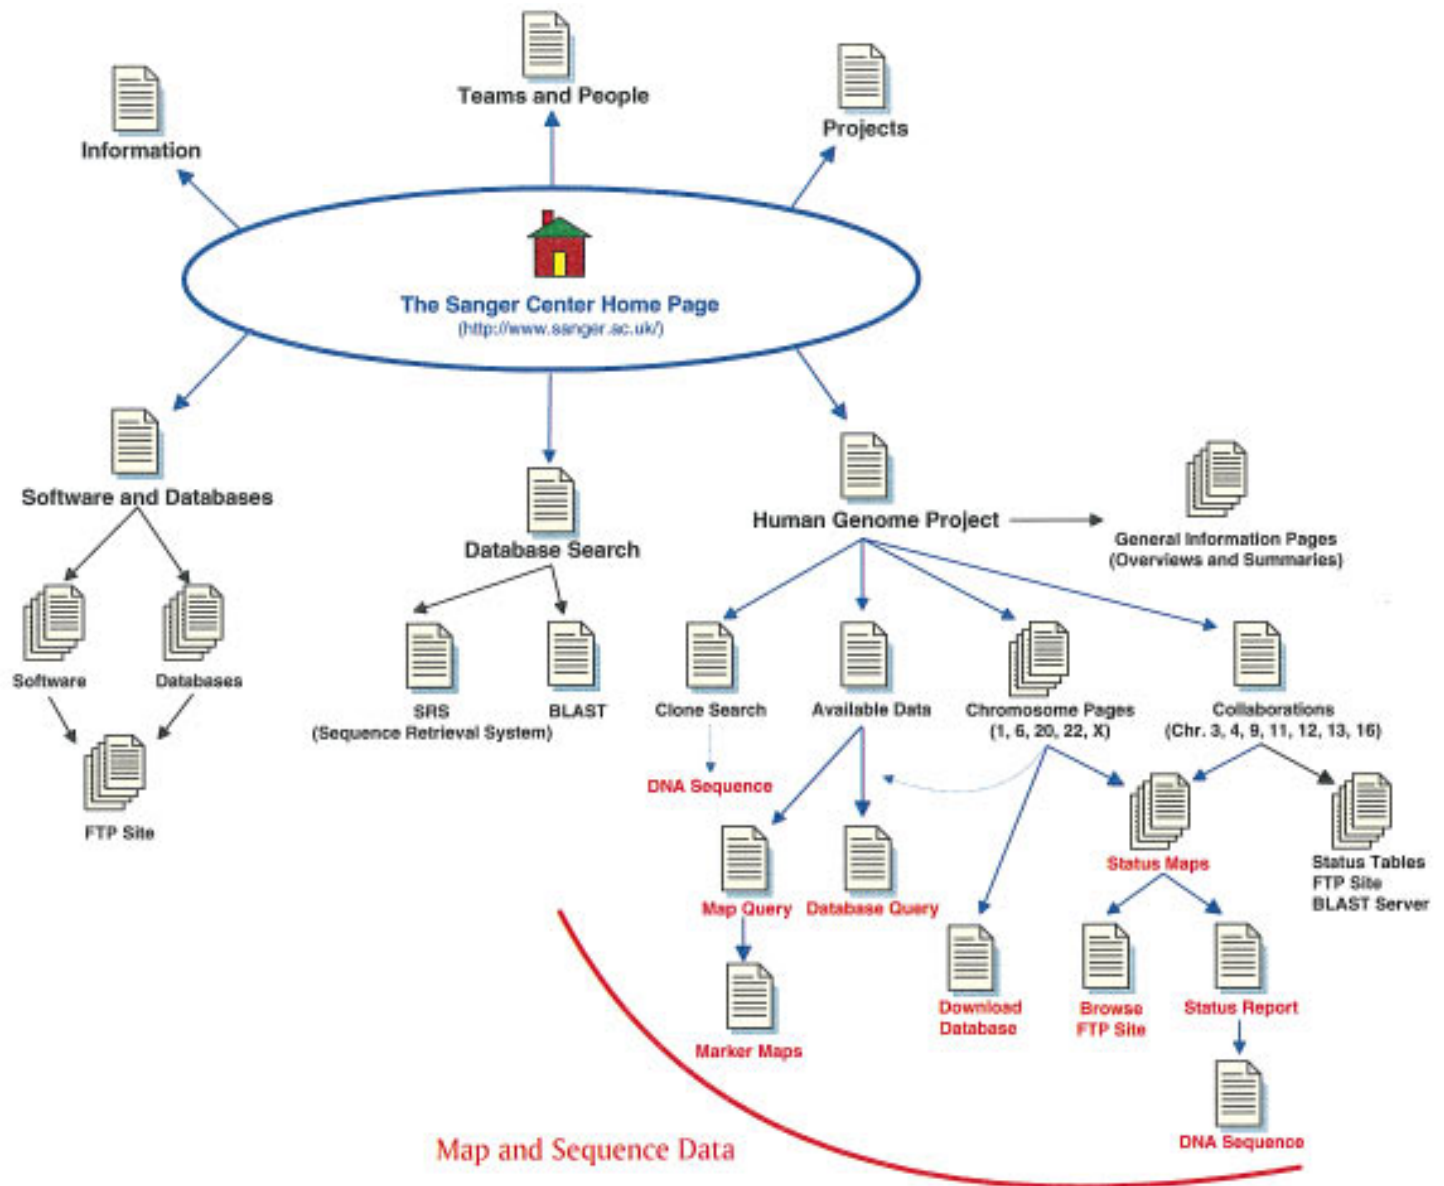 Teams and People
Information
Projects
The Sanger Center Home Page
(http://www.sanger.ac.uk/)
Software and Databases
Database Search
Human Genome Project
General Information Pages
(Overviews and Summaries)
Software
Databases
FTP Site
SRS
(Sequence Retrieval System)
BLAST
Clone Search
Available Data
Chromosome Pages
(1, 6, 20, 22, X)
Collaborations
(Chr. 3, 4, 9, 11, 12, 13, 16)
DNA Sequence
Map Query
Database Query
Status Maps
Status Tables
FTP Site
BLAST Server
Marker Maps
Download
Database
Browse
FTP Site
Status Report
DNA Sequence
Map and Sequence Data